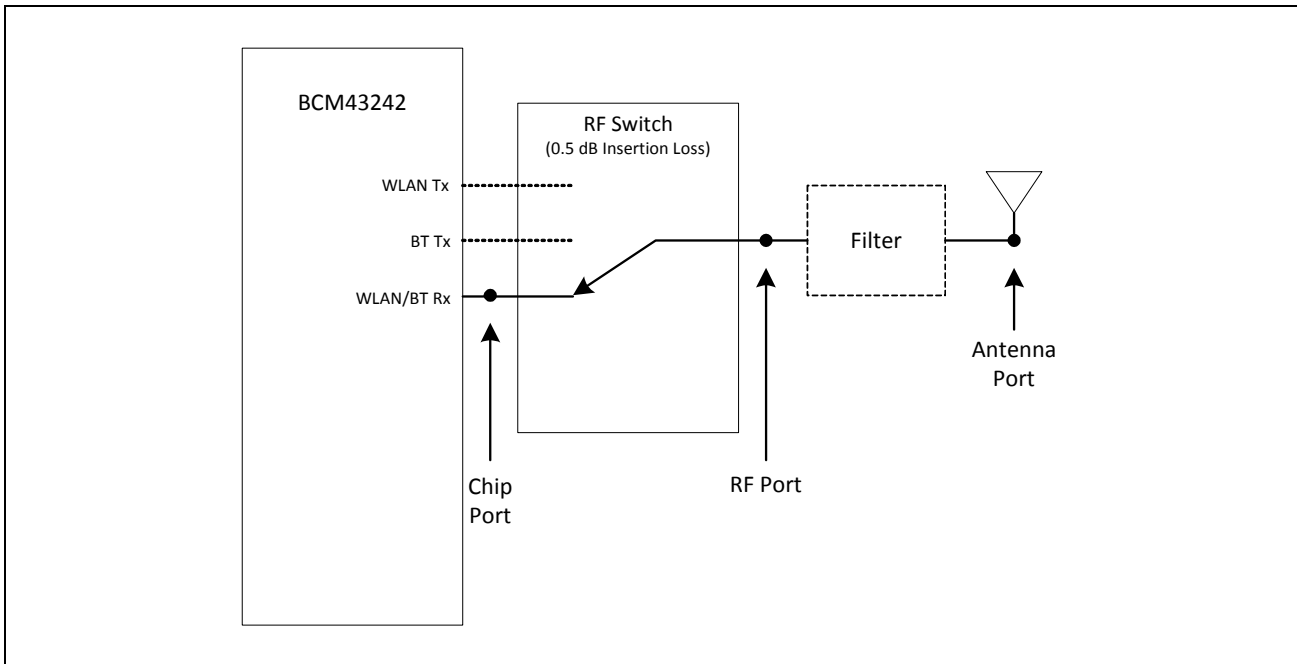 BCM43242
RF Switch
(0.5 dB Insertion Loss)
WLAN Tx
BT Tx
Filter
WLAN/BT Rx
Antenna
Port
Chip
Port
RF Port